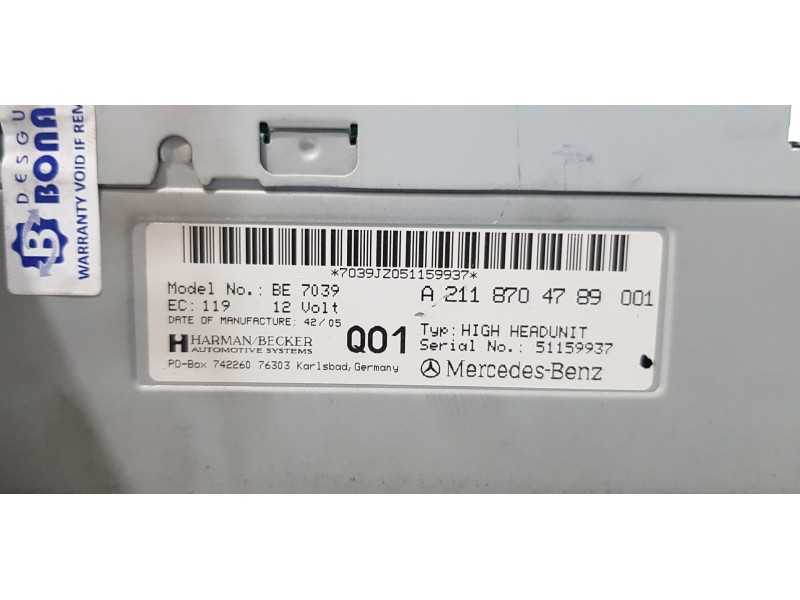 DESGU
BONA
WARRANTY VOID IF REM
*7039JZ051159937*
Model No.: BE 7039
A 211 870 47 89 001
EC: 119 12 Volt
DATE OF MANUFACTURE: 42/05
Q01
Typ: HIGH HEADUNIT
HARMAN/BECKER
AUTOMOTIVE SYSTEMS
Serial No.: 51159937
PO-Box 742260 76303 Karlsbad, Germany
Mercedes-Benz